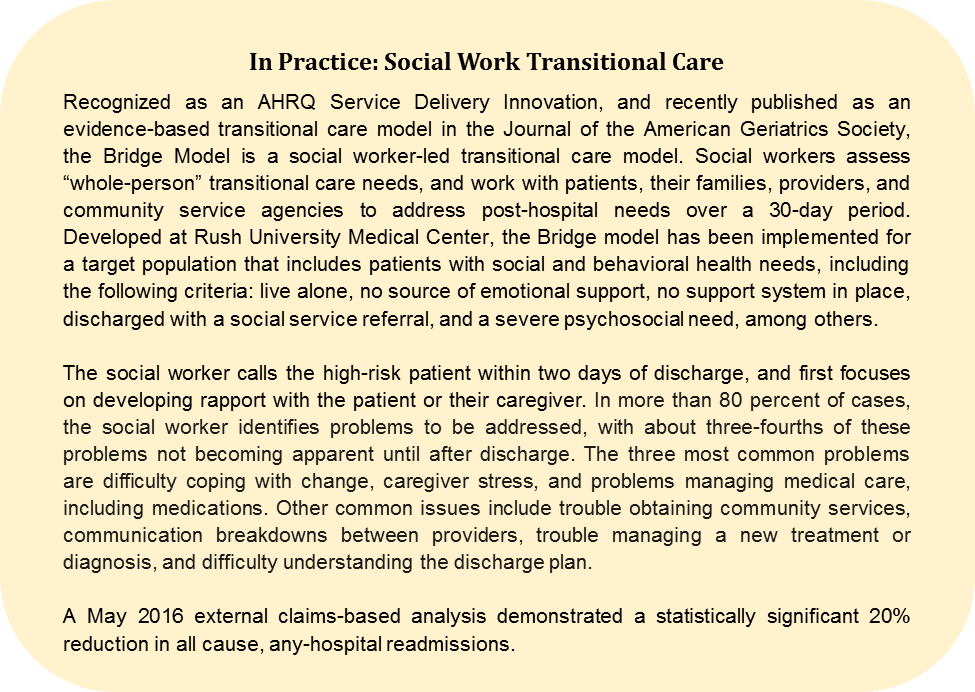 In Practice: Social Work Transitional Care
Recognized as an AHRQ Service Delivery Innovation, and recently published as an
evidence-based transitional care model in the Journal of the American Geriatrics Society,
the Bridge Model is a social worker-led transitional care model. Social workers assess
“whole-person” transitional care needs, and work with patients, their families, providers, and
community service agencies to address post-hospital needs over a 30-day period.
Developed at Rush University Medical Center, the Bridge model has been implemented for
a target population that includes patients with social and behavioral health needs, including
the following criteria: live alone, no source of emotional support, no support system in place,
discharged with a social service referral, and a severe psychosocial need, among others.
The social worker calls the high-risk patient within two days of discharge, and first focuses
on developing rapport with the patient or their caregiver. In more than 80 percent of cases,
the social worker identifies problems to be addressed, with about three-fourths of these
problems not becoming apparent until after discharge. The three most common problems
are difficulty coping with change, caregiver stress, and problems managing medical care,
including medications. Other common issues include trouble obtaining community services,
communication breakdowns between providers, trouble managing a new treatment or
diagnosis, and difficulty understanding the discharge plan.
A May 2016 external claims-based analysis demonstrated a statistically significant 20%
reduction in all cause, any-hospital readmissions.